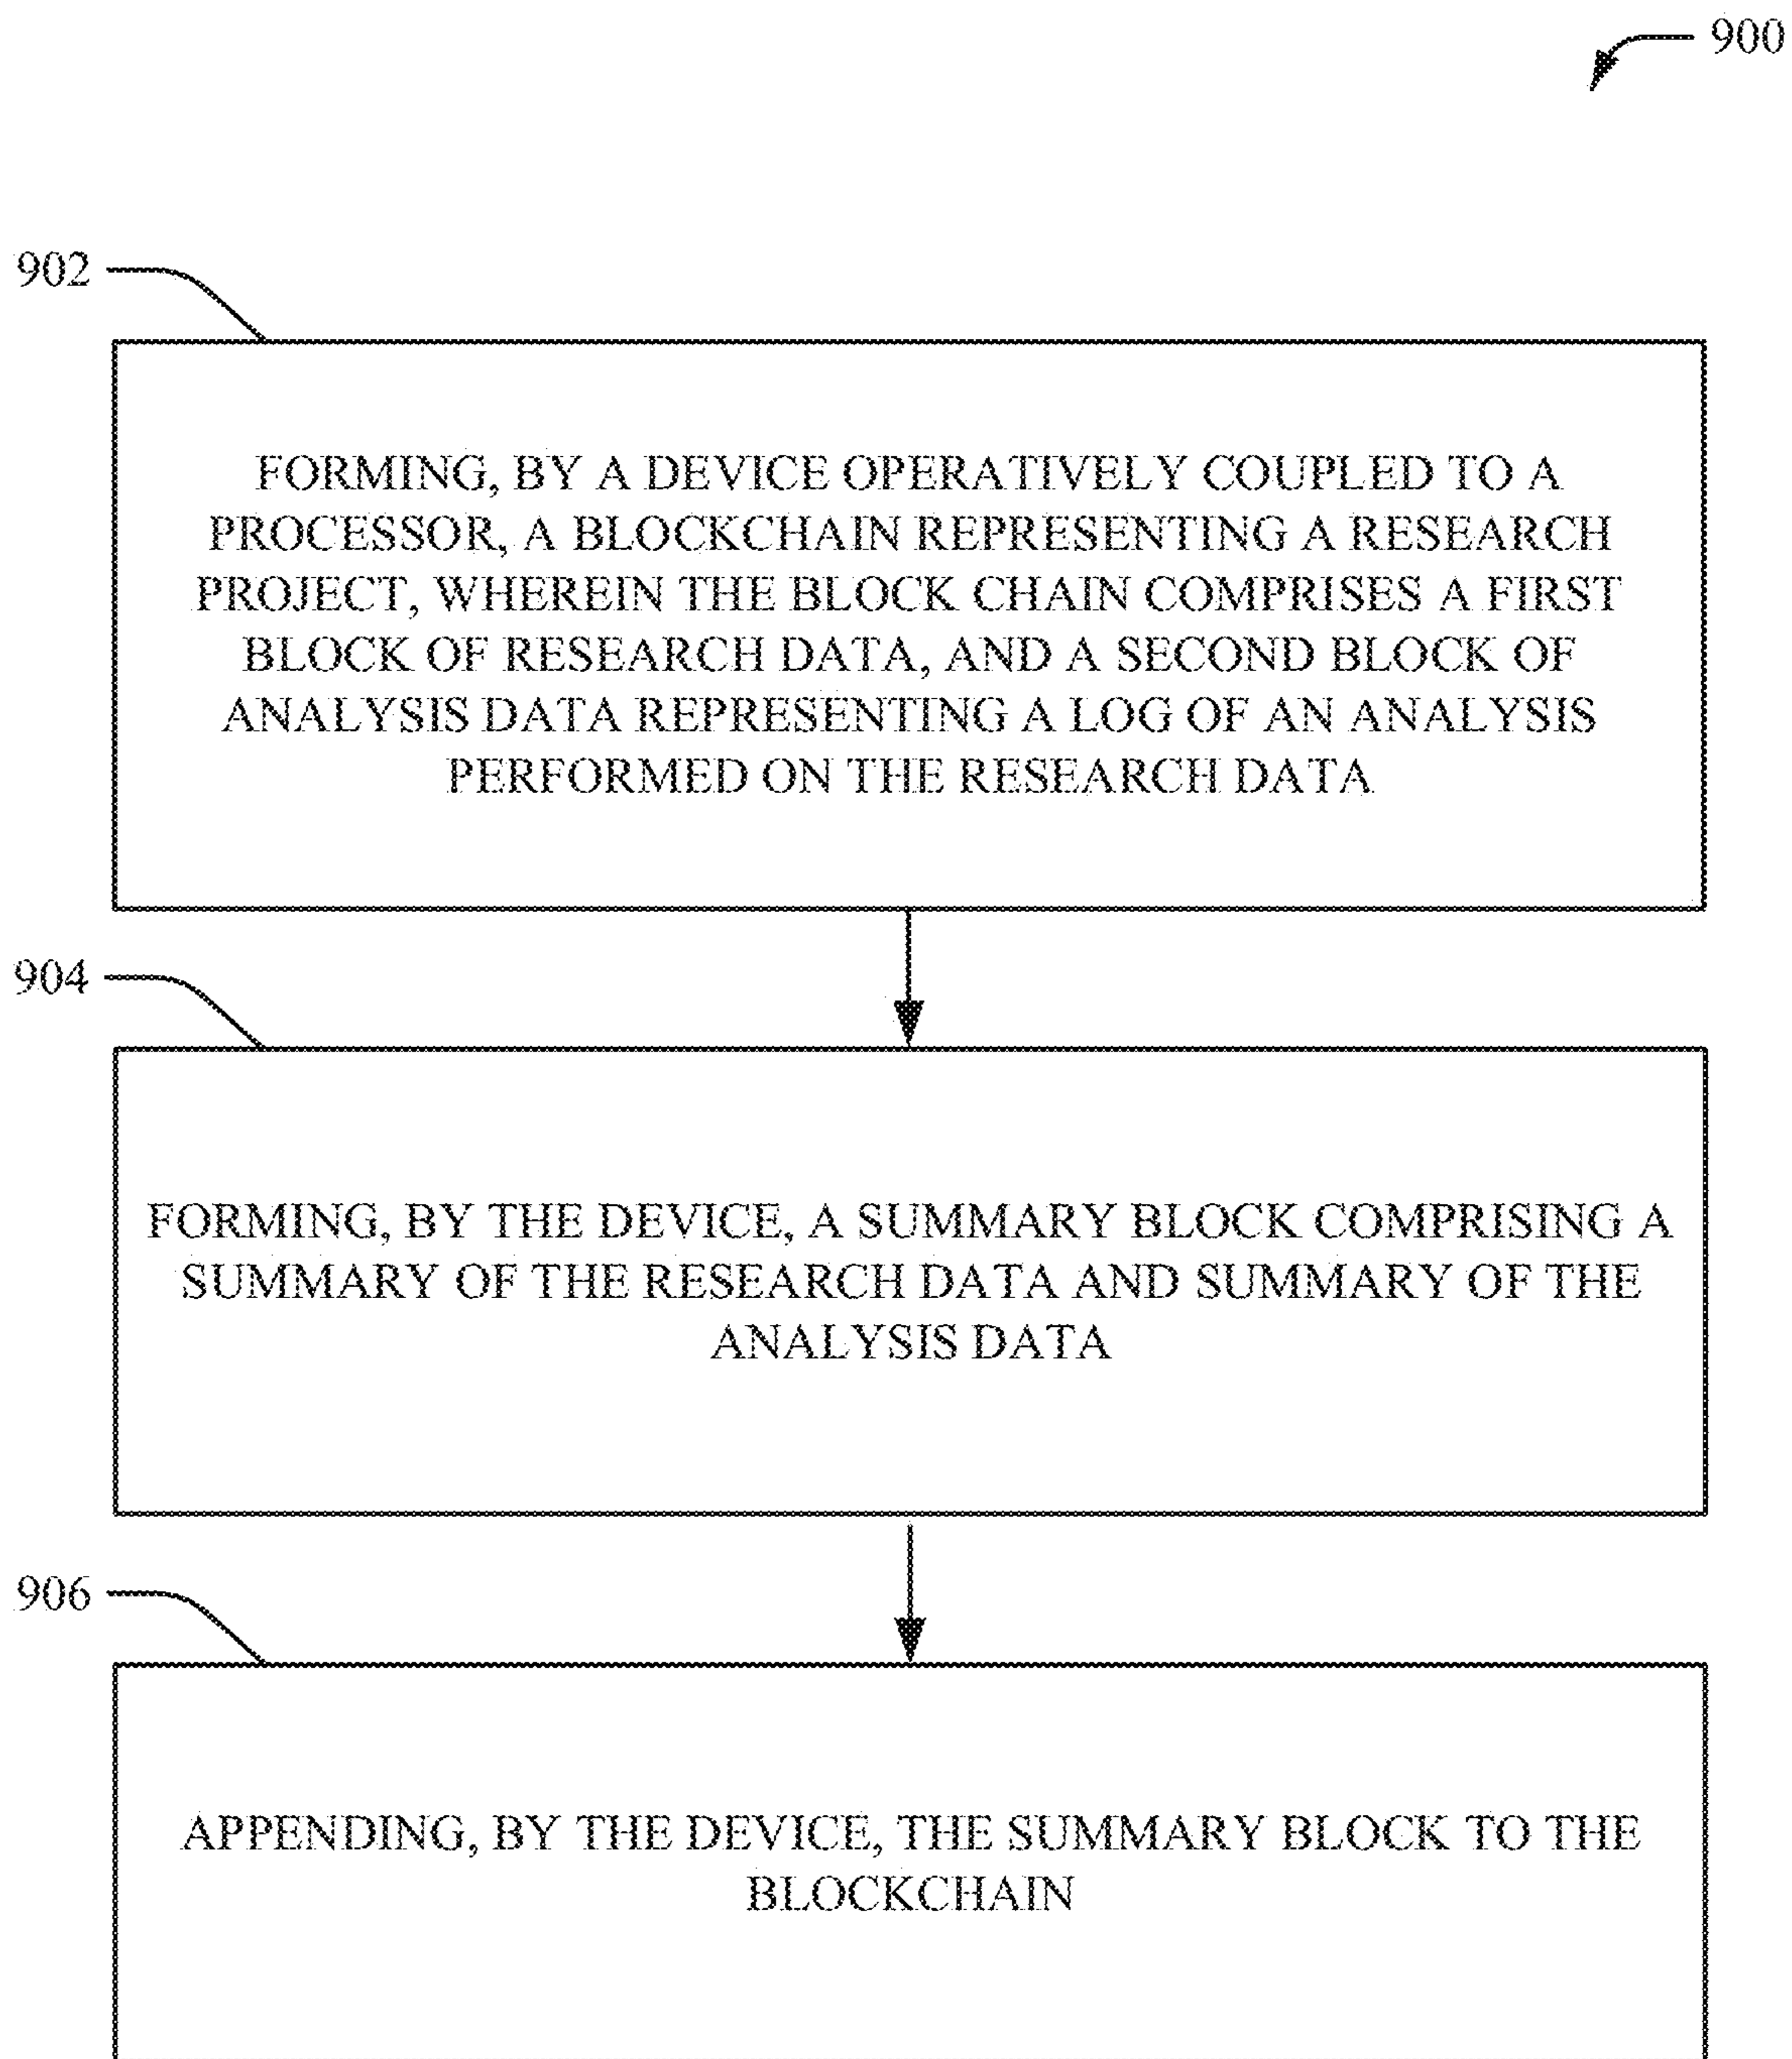 900
902
FORMING, BY A DEVICE OPERATIVELY COUPLED TO A
PROCESSOR, A BLOCKCHAIN REPRESENTING A RESEARCH
PROJECT, WHEREIN THE BLOCK CHAIN COMPRISES A FIRST
BLOCK OF RESEARCH DATA, AND A SECOND BLOCK OF
ANALYSIS DATA REPRESENTING A LOG OF AN ANALYSIS
PERFORMED ON THE RESEARCH DATA
904
FORMING, BY THE DEVICE, A SUMMARY BLOCK COMPRISING A
SUMMARY OF THE RESEARCH DATA AND SUMMARY OF THE
ANALYSIS DATA
906
APPENDING, BY THE DEVICE, THE SUMMARY BLOCK TO THE
BLOCKCHAIN